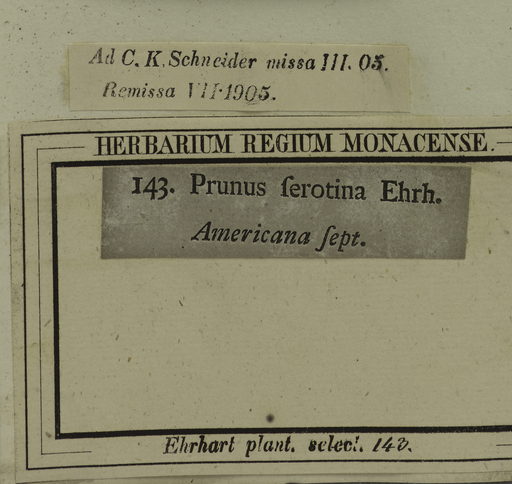 Ad C. K. Schneider missa III. 05.
Remissa VII·1905.
HERBARIUM REGIUM MONACENSE.
143. Prunus ſerotina Ehrh.
Americana ſept.
Ehrhart plant. select. 143.